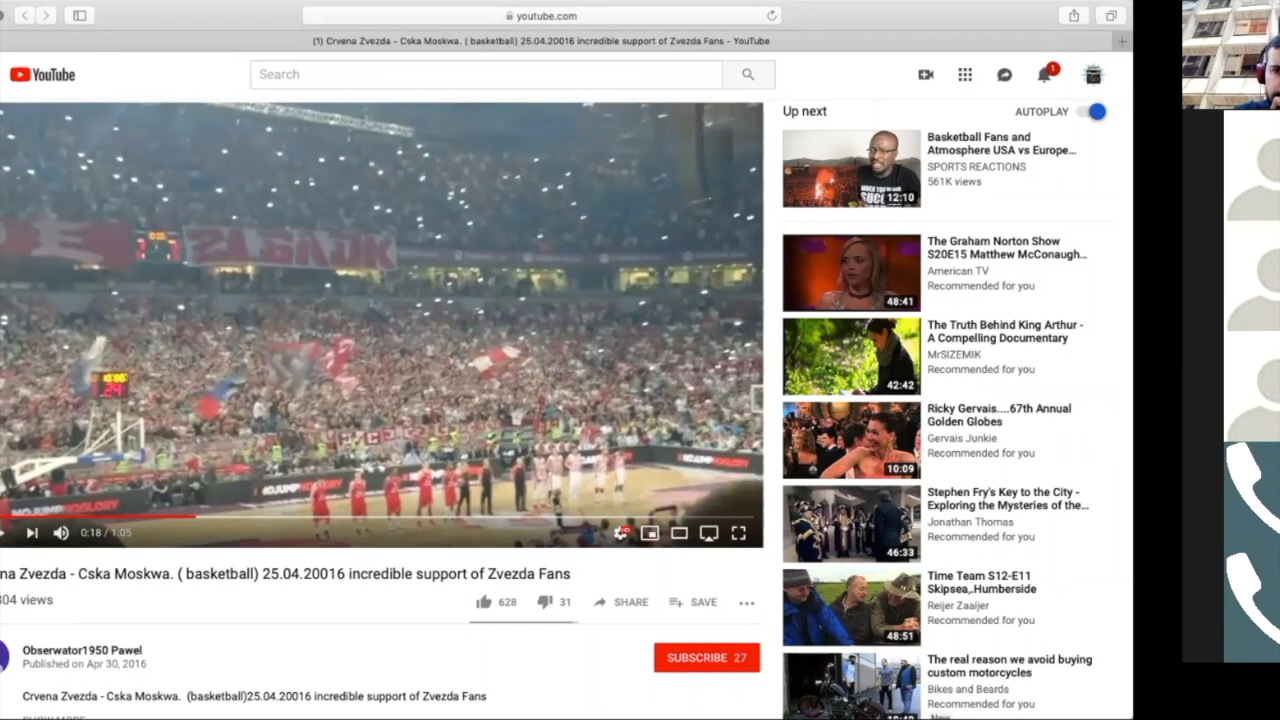 youtube.com
(1) Crvena Zvezda - Cska Moskwa. ( basketball) 25.04.20016 incredible support of Zvezda Fans - YouTube
YouTube
Search
1
Up next
AUTOPLAY
Basketball Fans and
Atmosphere USA vs Europe...
SPORTS REACTIONS
561K views
12:10
The Graham Norton Show
S20E15 Matthew McConaugh...
American TV
Recommended for you
48:41
The Truth Behind King Arthur -
A Compelling Documentary
MrSIZEMIK
Recommended for you
42:42
Ricky Gervais....67th Annual
Golden Globes
Gervais Junkie
Recommended for you
10:09
Stephen Fry's Key to the City -
Exploring the Mysteries of the...
Jonathan Thomas
Recommended for you
46:33
Time Team S12-E11
Skipsea,.Humberside
Reijer Zaaijer
Recommended for you
48:51
The real reason we avoid buying
custom motorcycles
Bikes and Beards
Recommended for you
New
0:18 / 1:05
na Zvezda - Cska Moskwa. ( basketball) 25.04.20016 incredible support of Zvezda Fans
304 views
628
31
SHARE
SAVE
Obserwator1950 Pawel
Published on Apr 30, 2016
SUBSCRIBE 27
Crvena Zvezda - Cska Moskwa. (basketball)25.04.20016 incredible support of Zvezda Fans
SHOW MORE